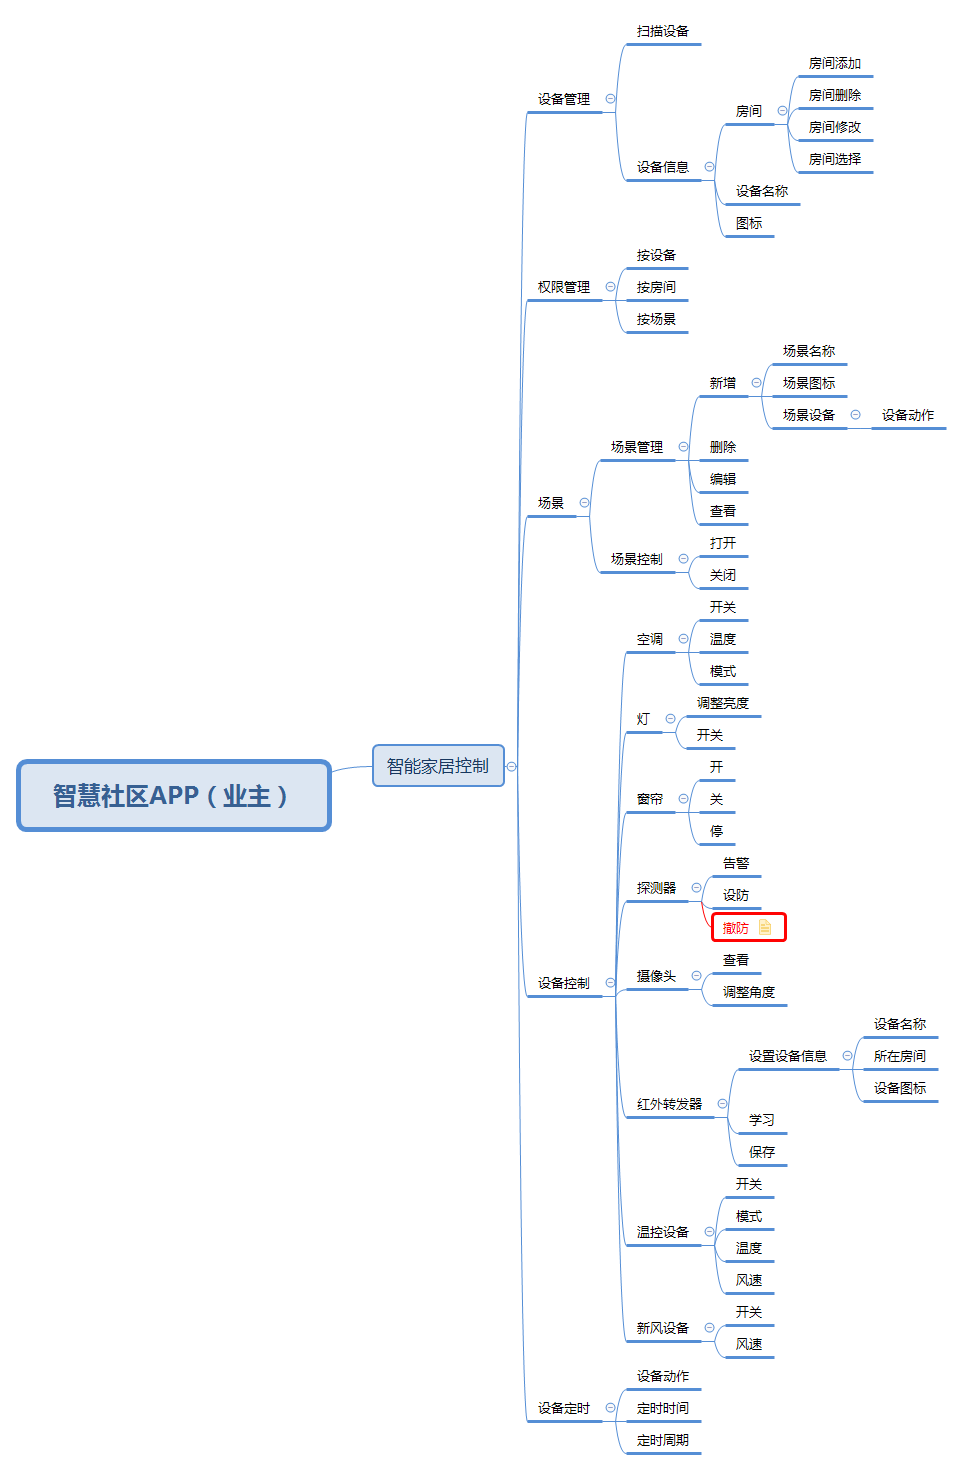 智慧社区APP（业主）
智能家居控制
设备管理
扫描设备
设备信息
房间
房间添加
房间删除
房间修改
房间选择
设备名称
图标
权限管理
按设备
按房间
按场景
场景
场景管理
新增
场景名称
场景图标
场景设备
设备动作
删除
编辑
查看
场景控制
打开
关闭
设备控制
空调
开关
温度
模式
灯
调整亮度
开关
窗帘
开
关
停
探测器
告警
设防
撤防
摄像头
查看
调整角度
红外转发器
设置设备信息
设备名称
所在房间
设备图标
学习
保存
温控设备
开关
模式
温度
风速
新风设备
开关
风速
设备定时
设备动作
定时时间
定时周期